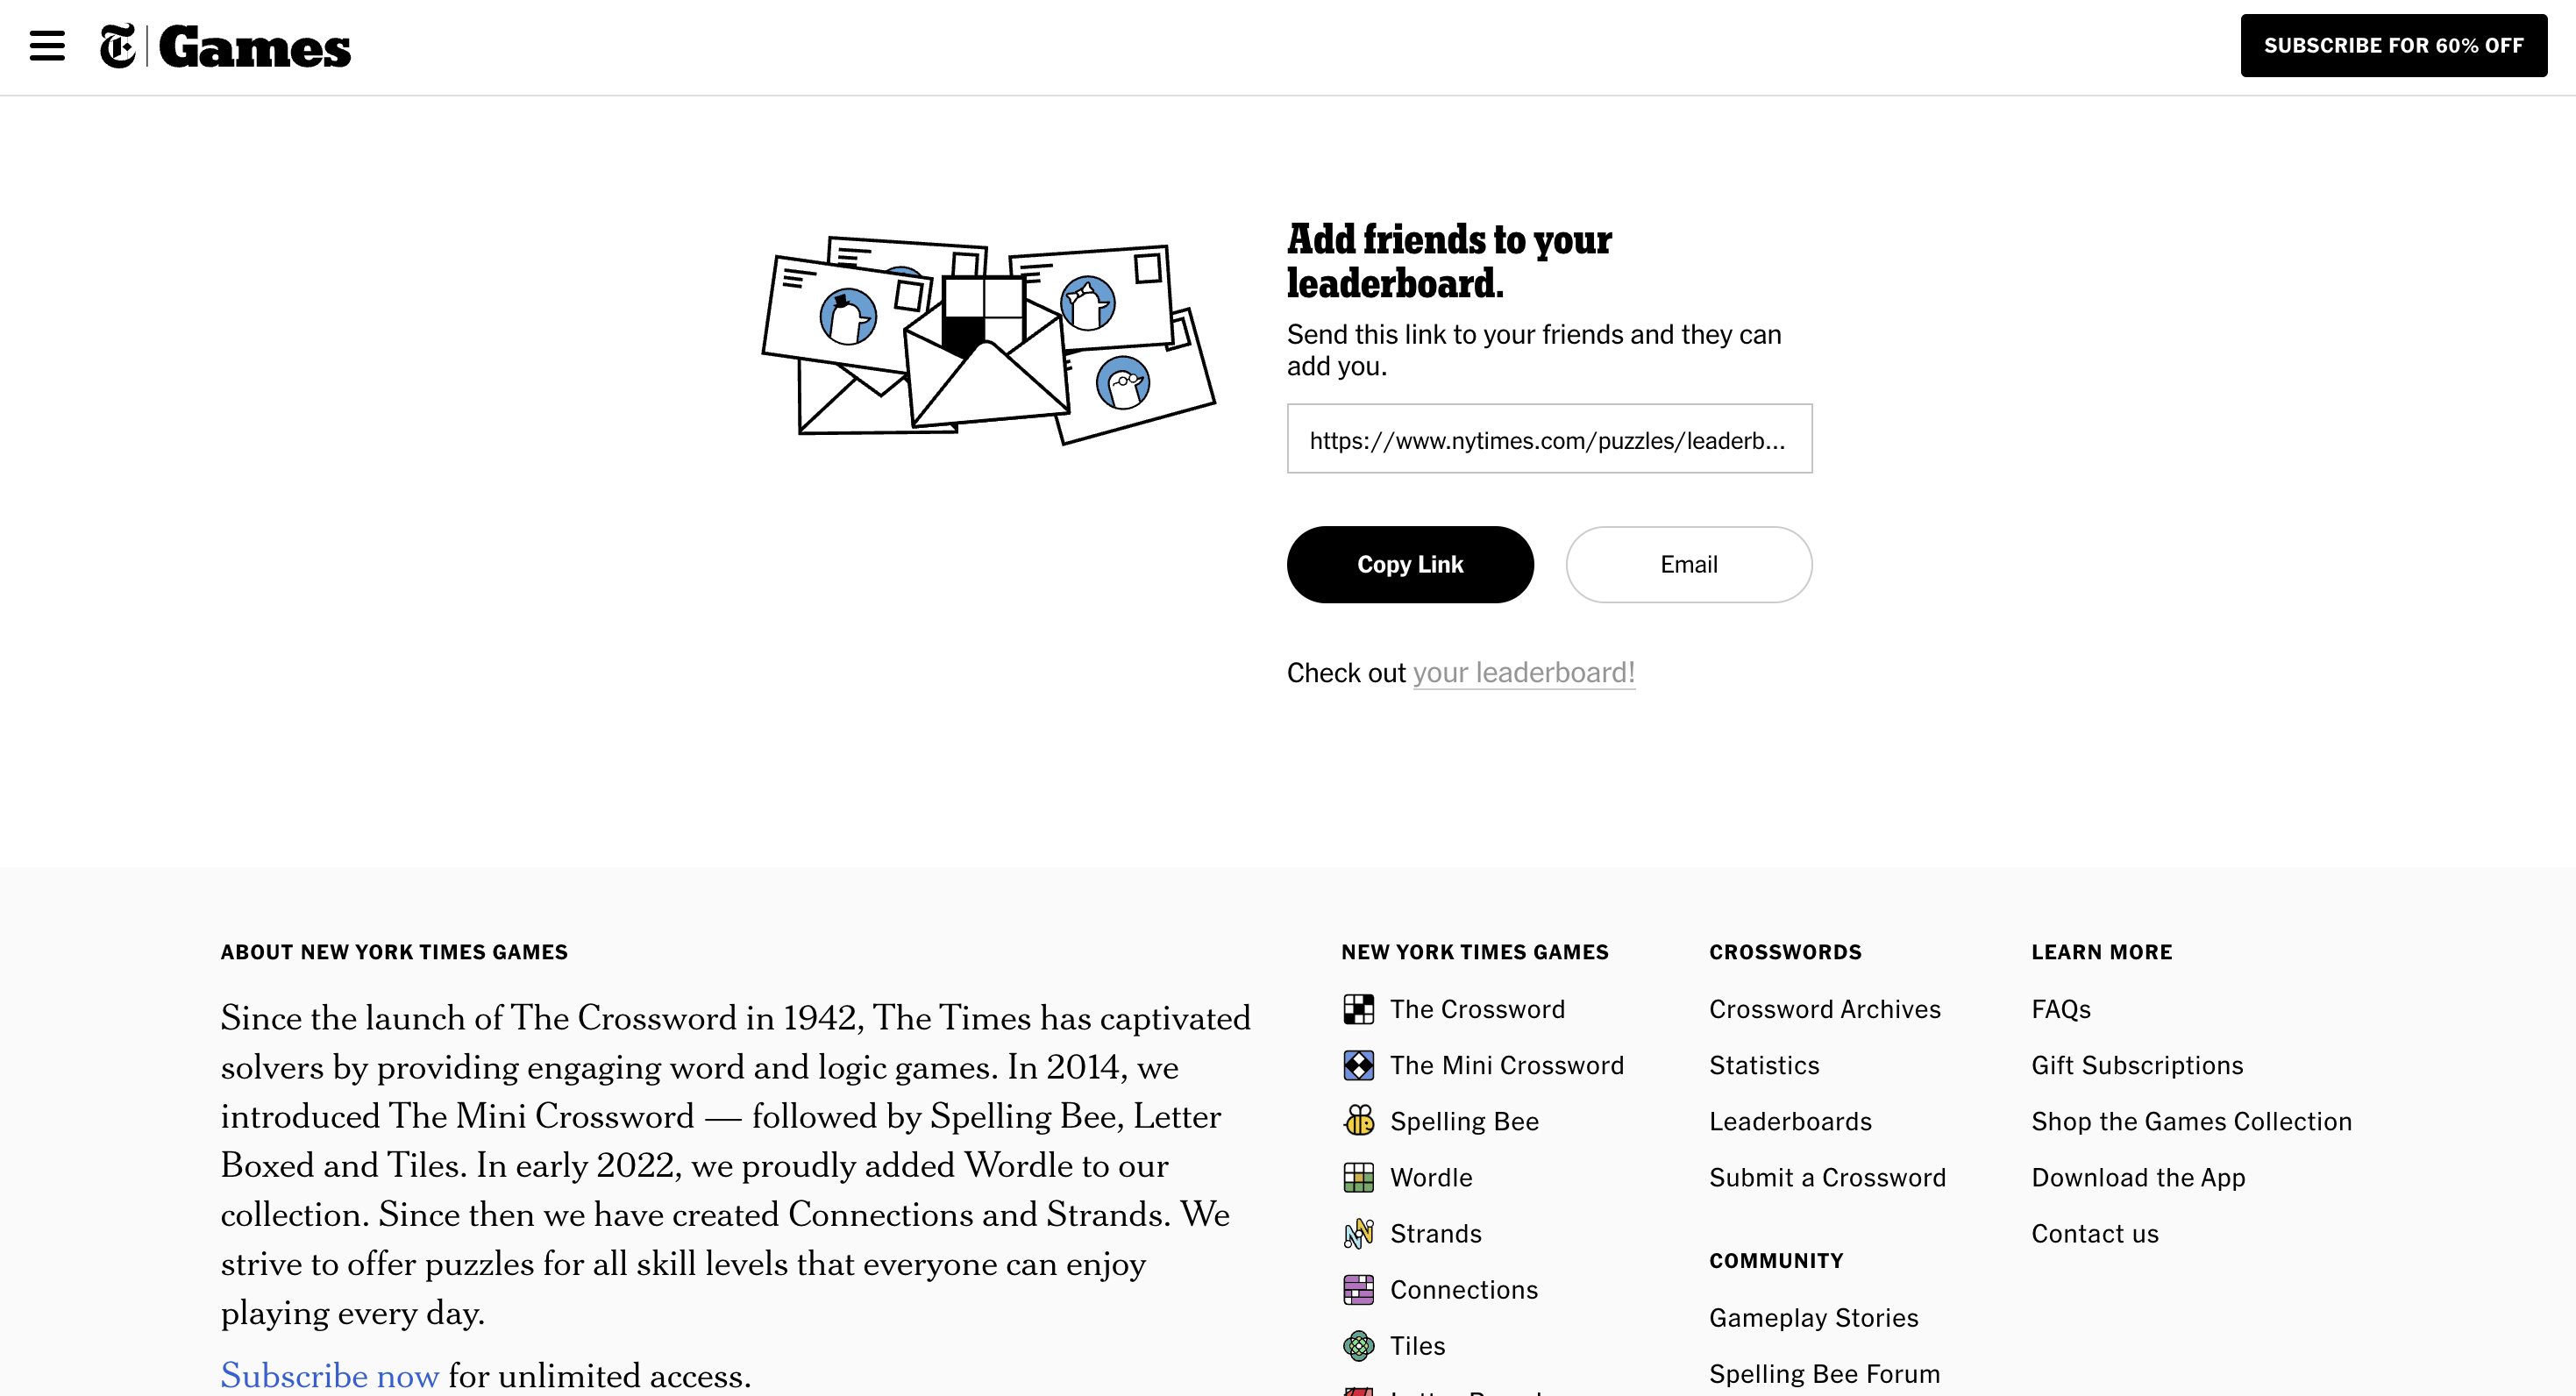 Games
SUBSCRIBE FOR 60% OFF
Add friends to your
leaderboard.
Send this link to your friends and they can
add you.
https://www.nytimes.com/puzzles/leaderb...
Copy Link
Email
Check out your leaderboard!
ABOUT NEW YORK TIMES GAMES
Since the launch of The Crossword in 1942, The Times has captivated
solvers by providing engaging word and logic games. In 2014, we
introduced The Mini Crossword — followed by Spelling Bee, Letter
Boxed and Tiles. In early 2022, we proudly added Wordle to our
collection. Since then we have created Connections and Strands. We
strive to offer puzzles for all skill levels that everyone can enjoy
playing every day.
Subscribe now for unlimited access.
NEW YORK TIMES GAMES
The Crossword
The Mini Crossword
Spelling Bee
Wordle
Strands
Connections
Tiles
CROSSWORDS
Crossword Archives
Statistics
Leaderboards
Submit a Crossword
COMMUNITY
Gameplay Stories
Spelling Bee Forum
LEARN MORE
FAQs
Gift Subscriptions
Shop the Games Collection
Download the App
Contact us